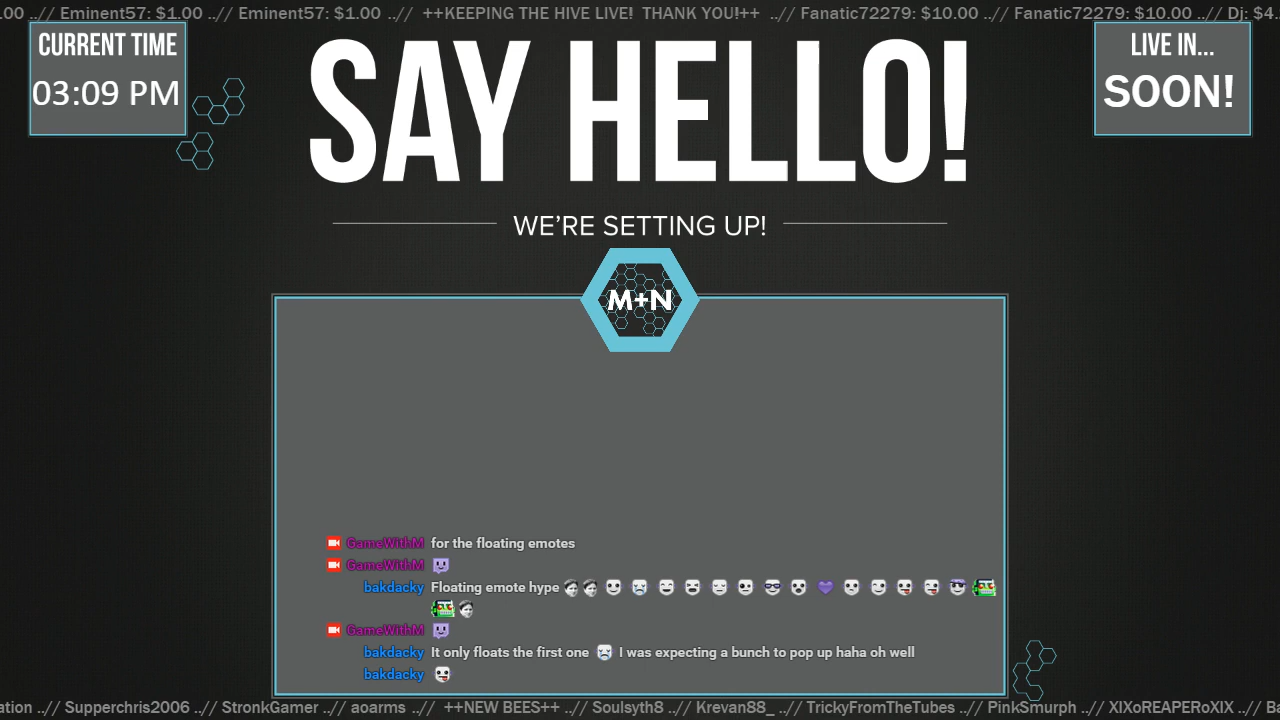 .00 ..// Eminent57: $1.00 ..// Eminent57: $1.00 ..// ++KEEPING THE HIVE LIVE! THANK YOU!++ ..// Fanatic72279: $10.00 ..// Fanatic72279: $10.00 ..// Dj: $4.
CURRENT TIME
03:09 PM
SAY HELLO!
LIVE IN...
SOON!
WE'RE SETTING UP!
M+N
GameWithM for the floating emotes
GameWithM
bakdacky Floating emote hype
GameWithM
bakdacky It only floats the first one I was expecting a bunch to pop up haha oh well
bakdacky
ation ..// Supperchris2006 ..// StronkGamer ..// aoarms ..// ++NEW BEES++ ..// Soulsyth8 ..// Krevan88_ ..// TrickyFromTheTubes ..// PinkSmurph ..// XIXoREAPERoXIX ..// Ba